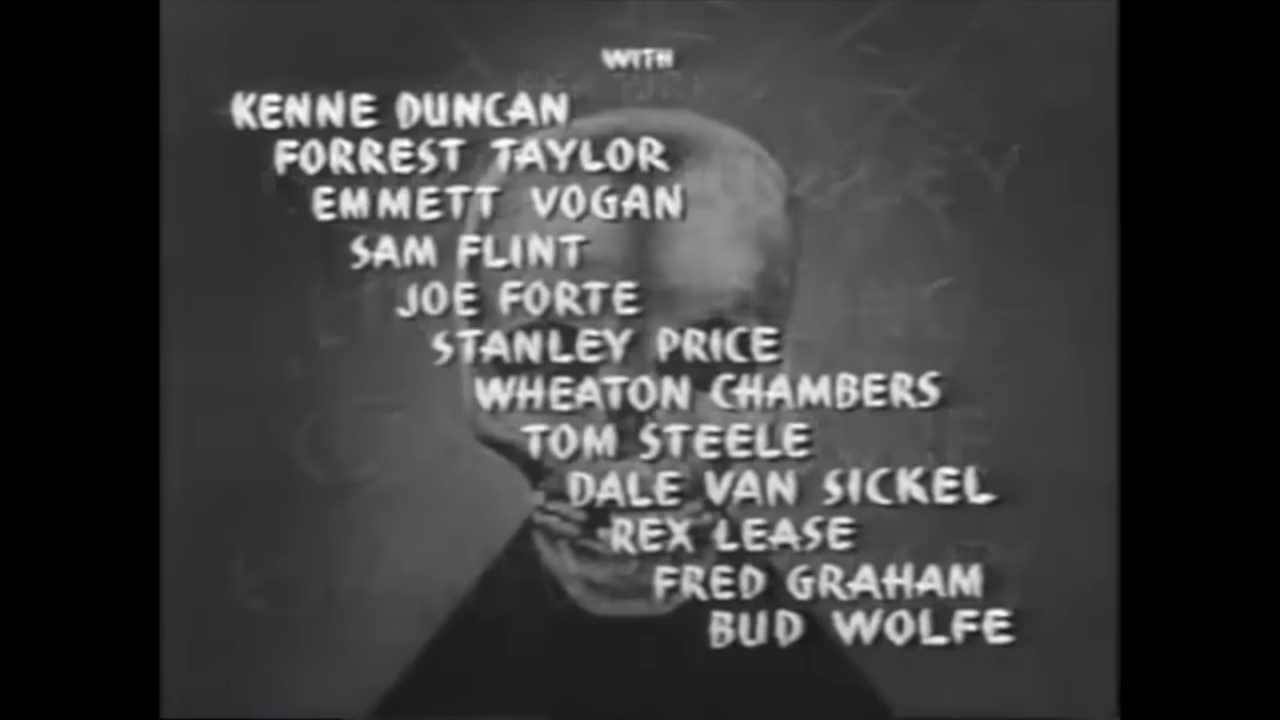 WITH
KENNE DUNCAN
FORREST TAYLOR
EMMETT VOGAN
SAM FLINT
JOE FORTE
STANLEY PRICE
WHEATON CHAMBERS
TOM STEELE
DALE VAN SICKEL
REX LEASE
FRED GRAHAM
BUD WOLFE